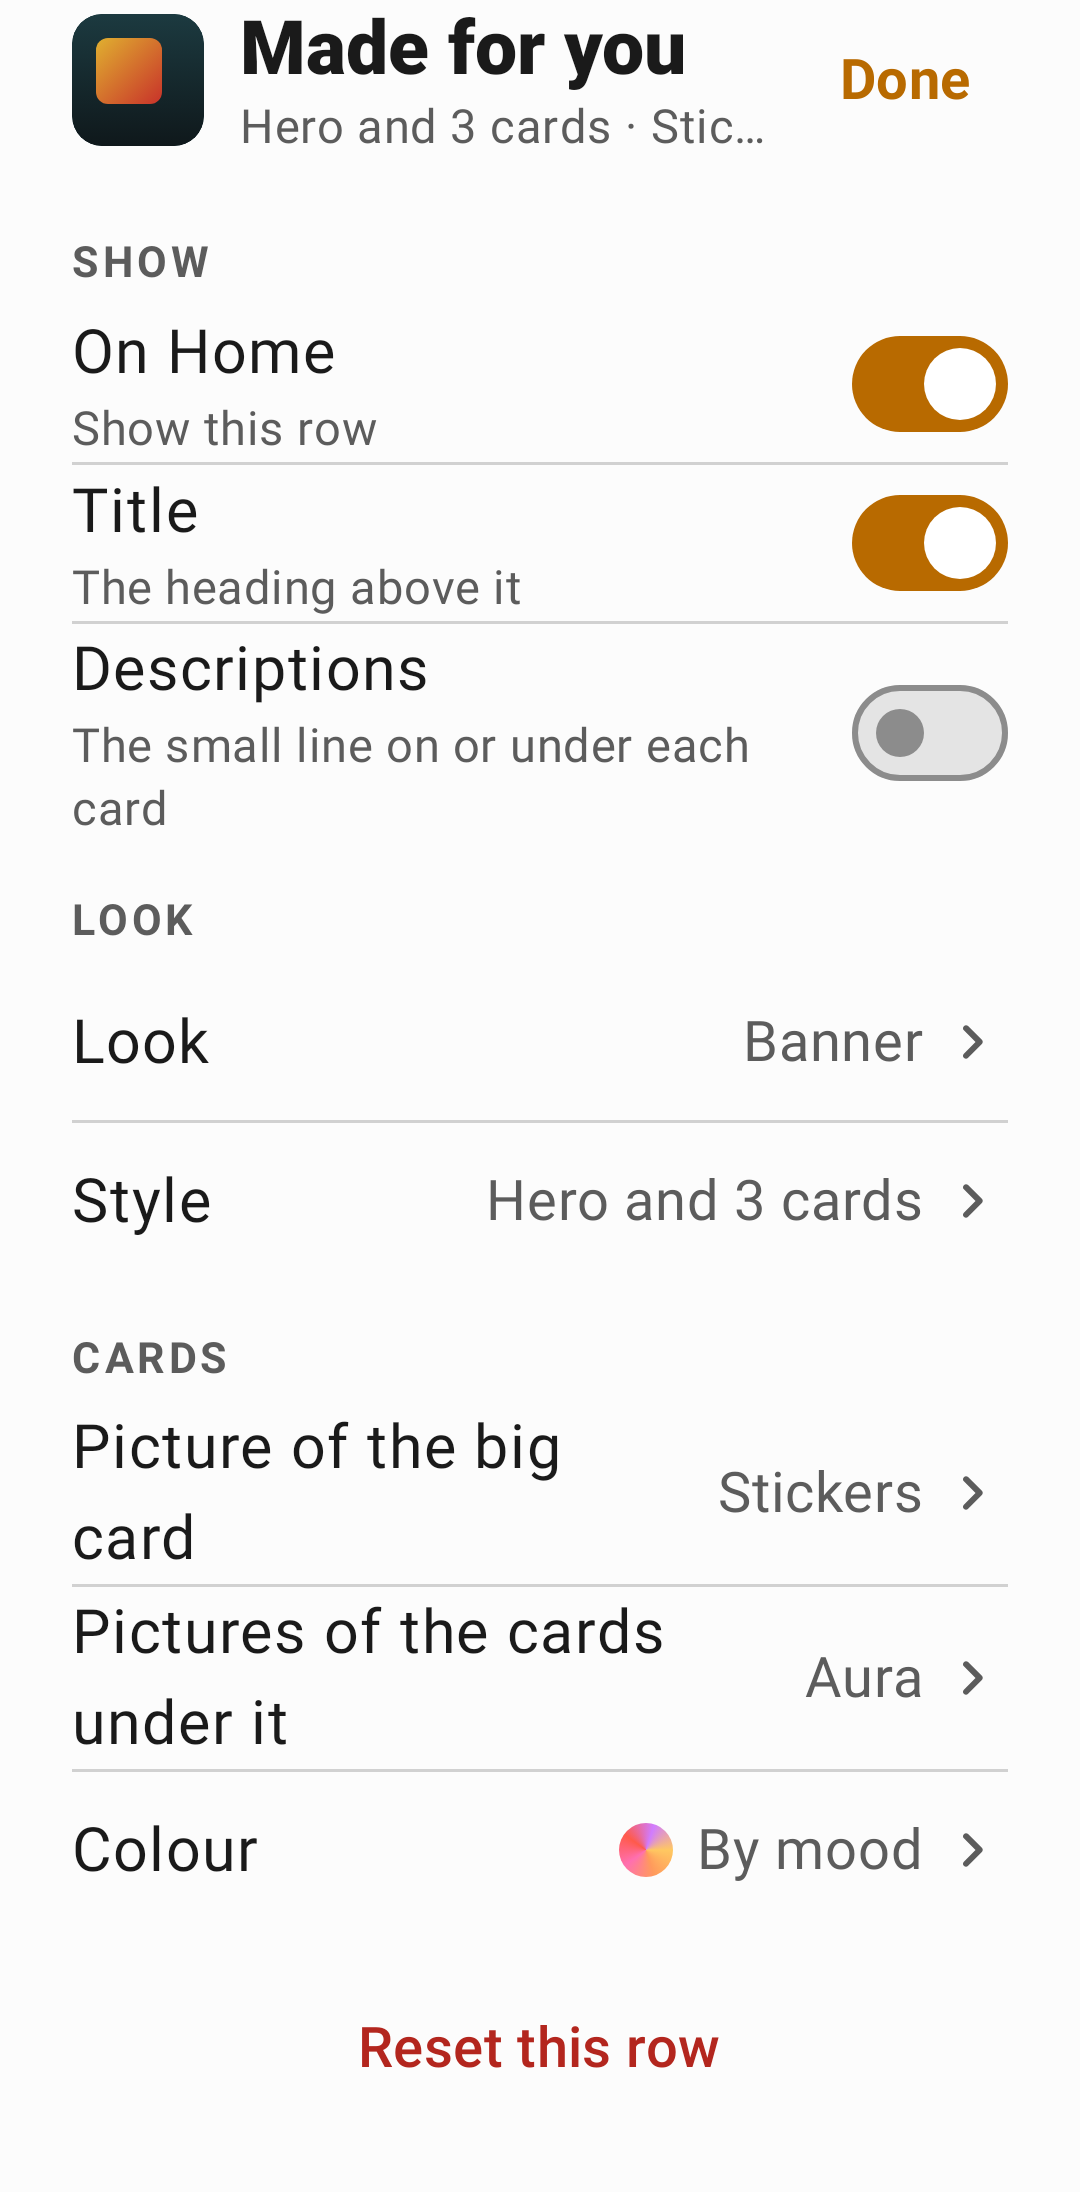 Made for you
Hero and 3 cards · Stic...
Done
SHOW
On Home
Show this row
Title
The heading above it
Descriptions
The small line on or under each
card
LOOK
Look
Banner
Style
Hero and 3 cards
CARDS
Picture of the big
card
Stickers
Pictures of the cards
under it
Aura
Colour
By mood
Reset this row